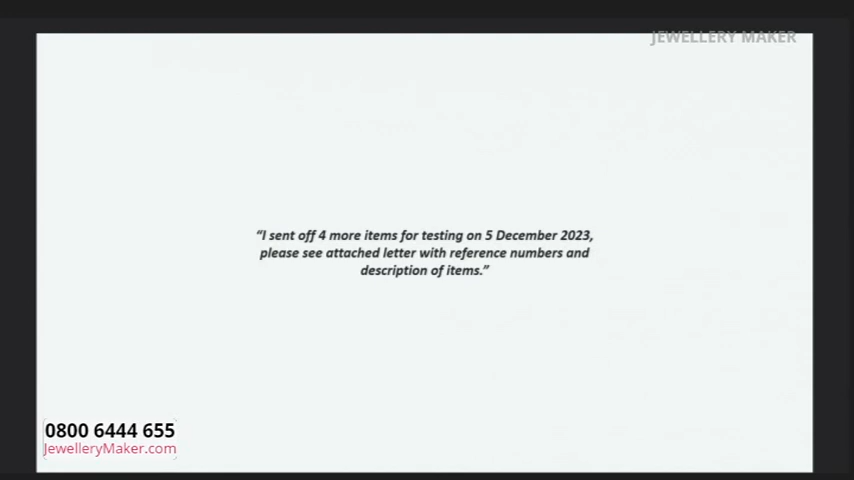 JEWELLERY MAKER
“I sent off 4 more items for testing on 5 December 2023,
please see attached letter with reference numbers and
description of items.”
0800 6444 655
JewelleryMaker.com